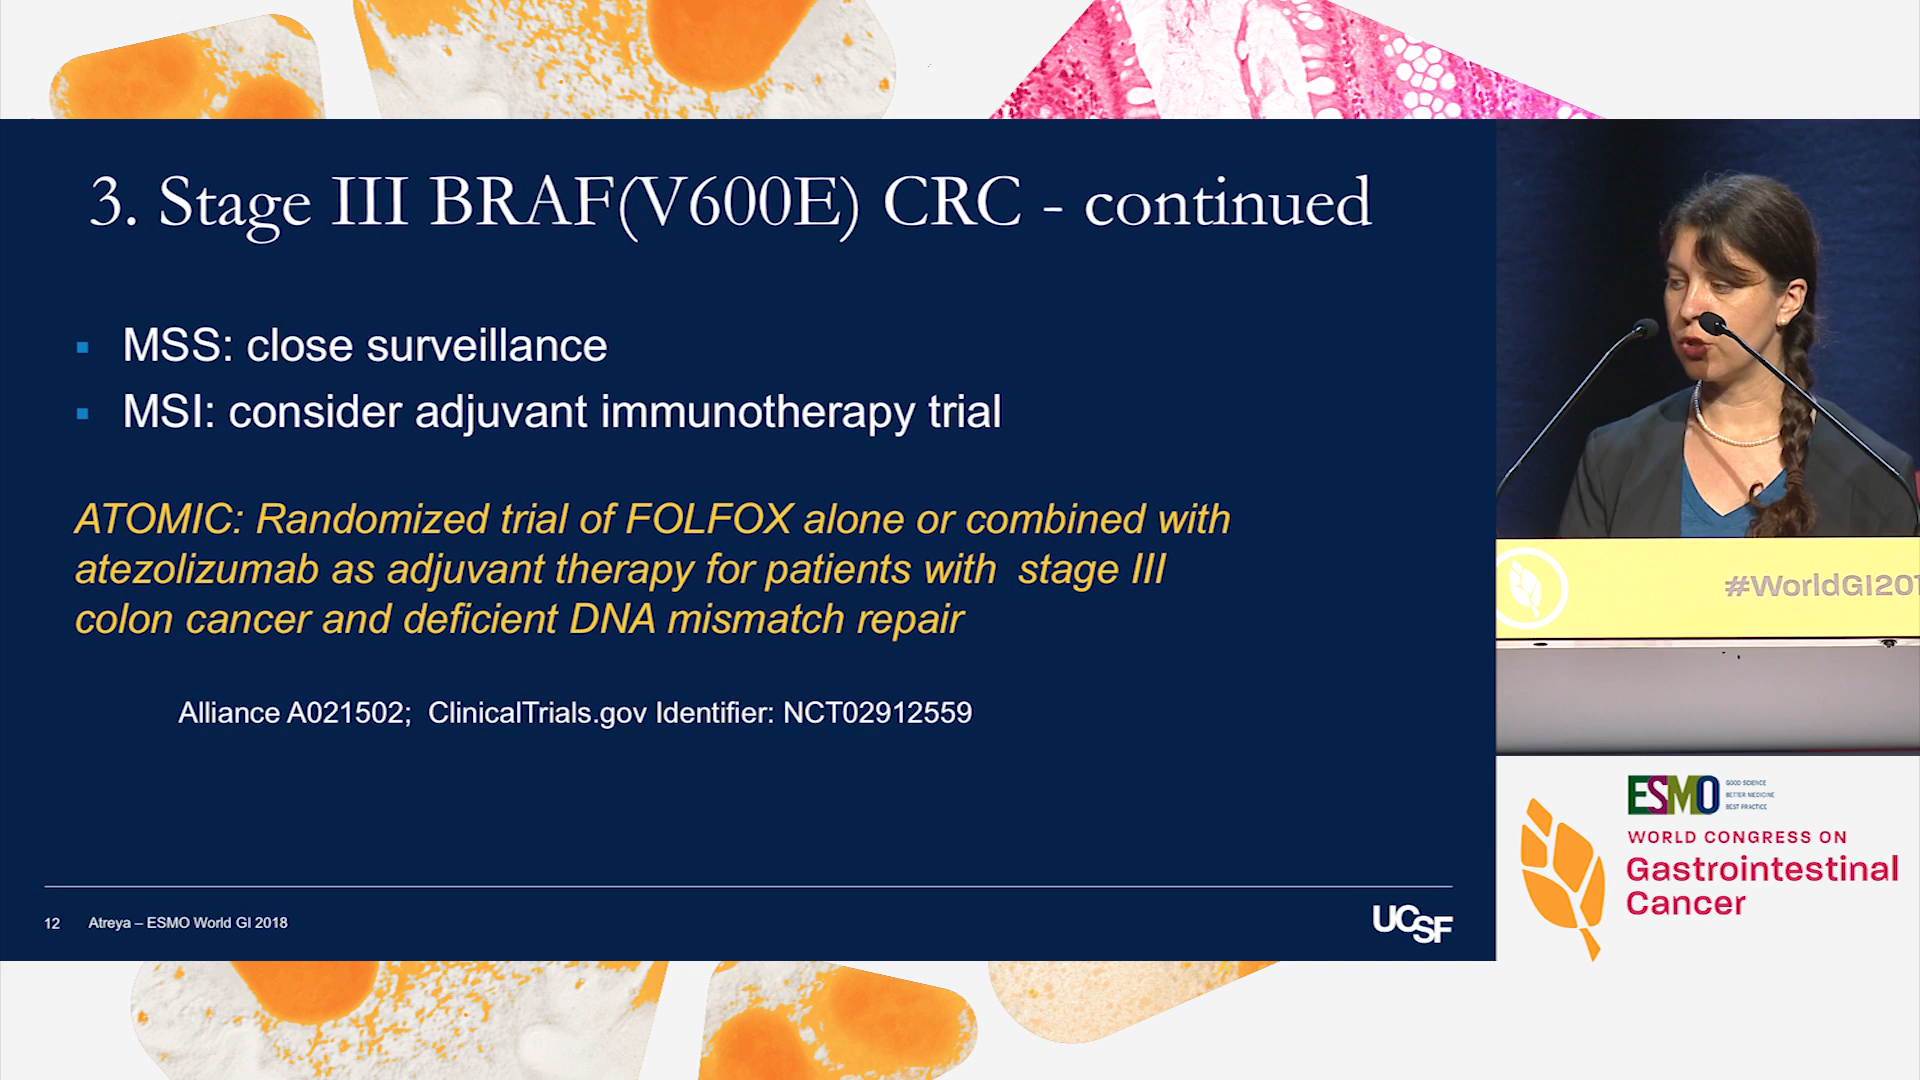 3. Stage III BRAF(V600E) CRC - continued
▪ MSS: close surveillance
▪ MSI: consider adjuvant immunotherapy trial
ATOMIC: Randomized trial of FOLFOX alone or combined with
atezolizumab as adjuvant therapy for patients with stage III
colon cancer and deficient DNA mismatch repair
Alliance A021502; ClinicalTrials.gov Identifier: NCT02912559
12 Atreya – ESMO World GI 2018
UCSF
#WorldGI201
ESMO
GOOD SCIENCE
BETTER MEDICINE
BEST PRACTICE
WORLD CONGRESS ON
Gastrointestinal
Cancer